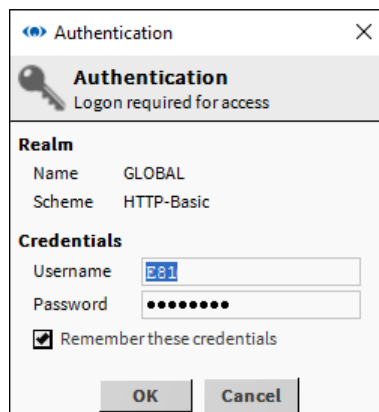 Authentication
Authentication
Logon required for access
Realm
Name GLOBAL
Scheme HTTP-Basic
Credentials
Username E81
Password ●●●●●●●●
Remember these credentials
OK Cancel